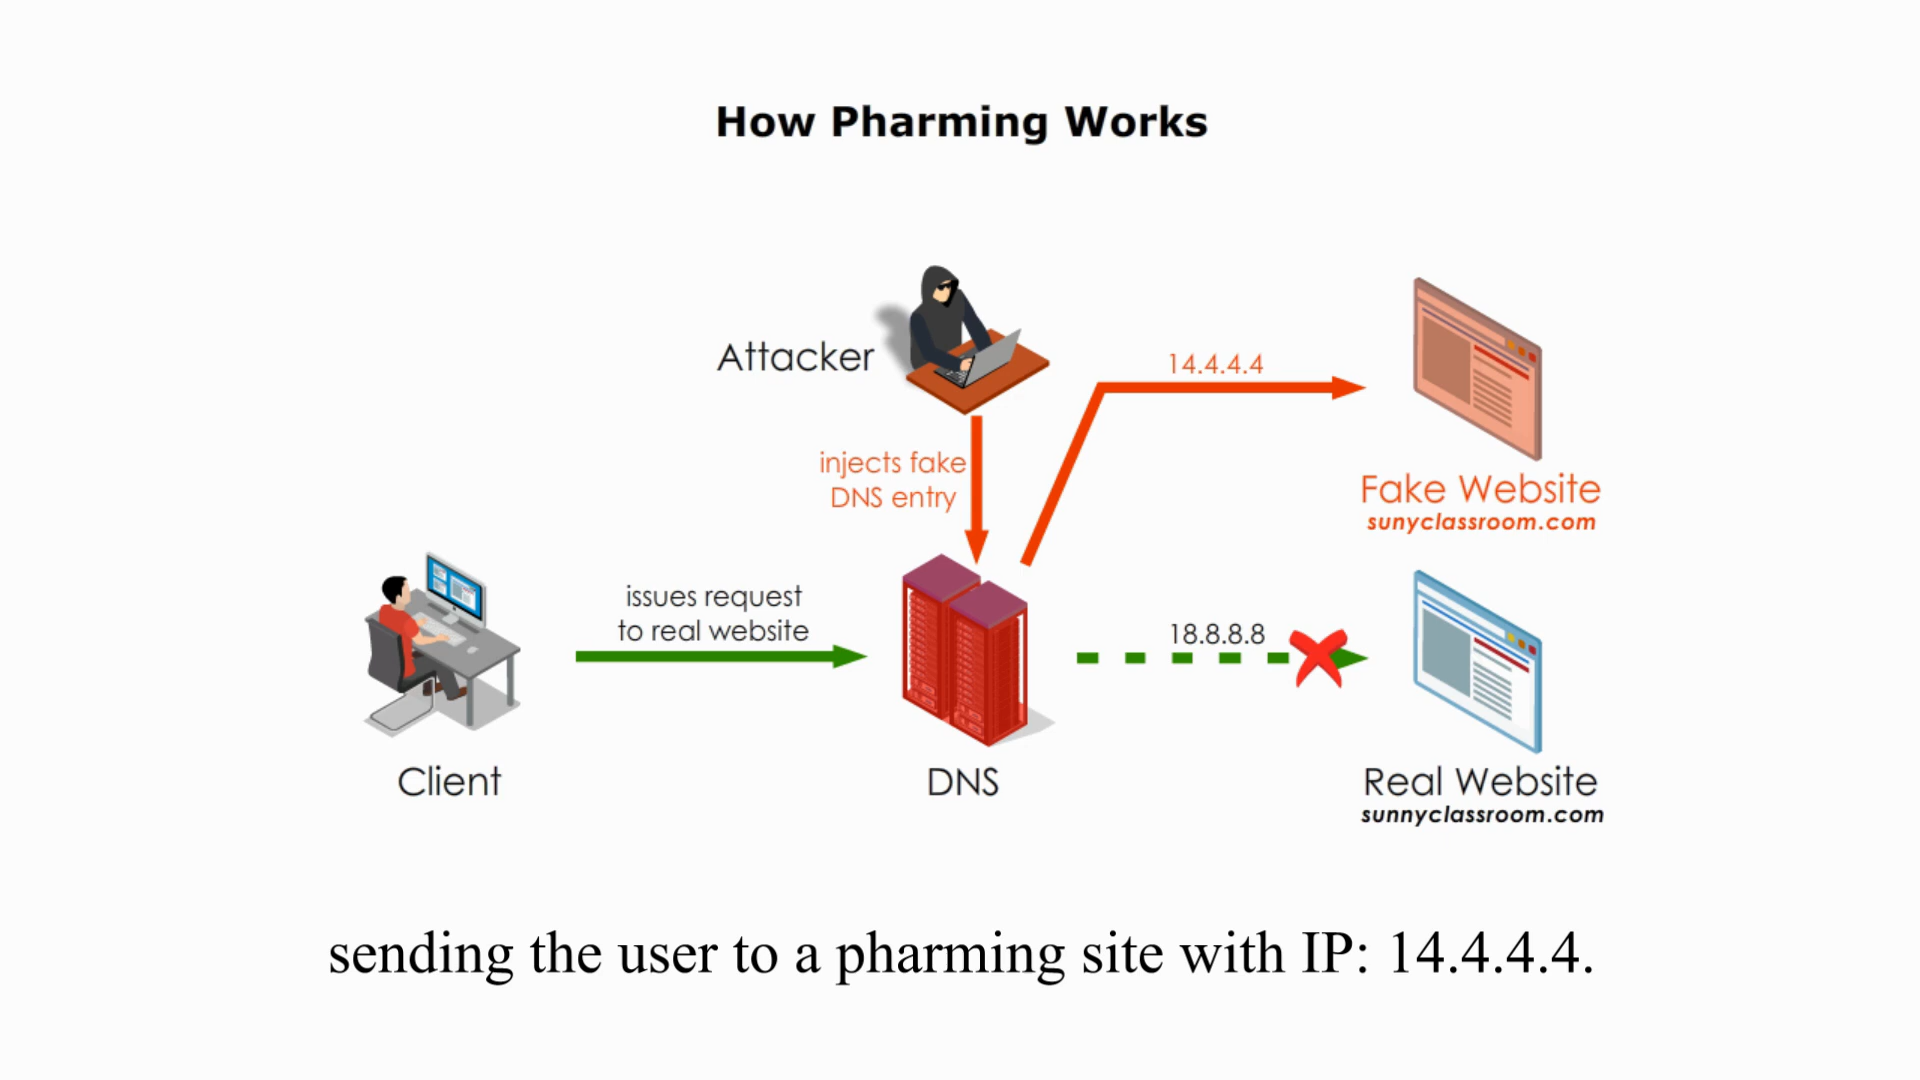 How Pharming Works
Attacker
14.4.4.4
injects fake
DNS entry
Fake Website
sunyclassroom.com
issues request
to real website
18.8.8.8
Client
DNS
Real Website
sunnyclassroom.com
sending the user to a pharming site with IP: 14.4.4.4.